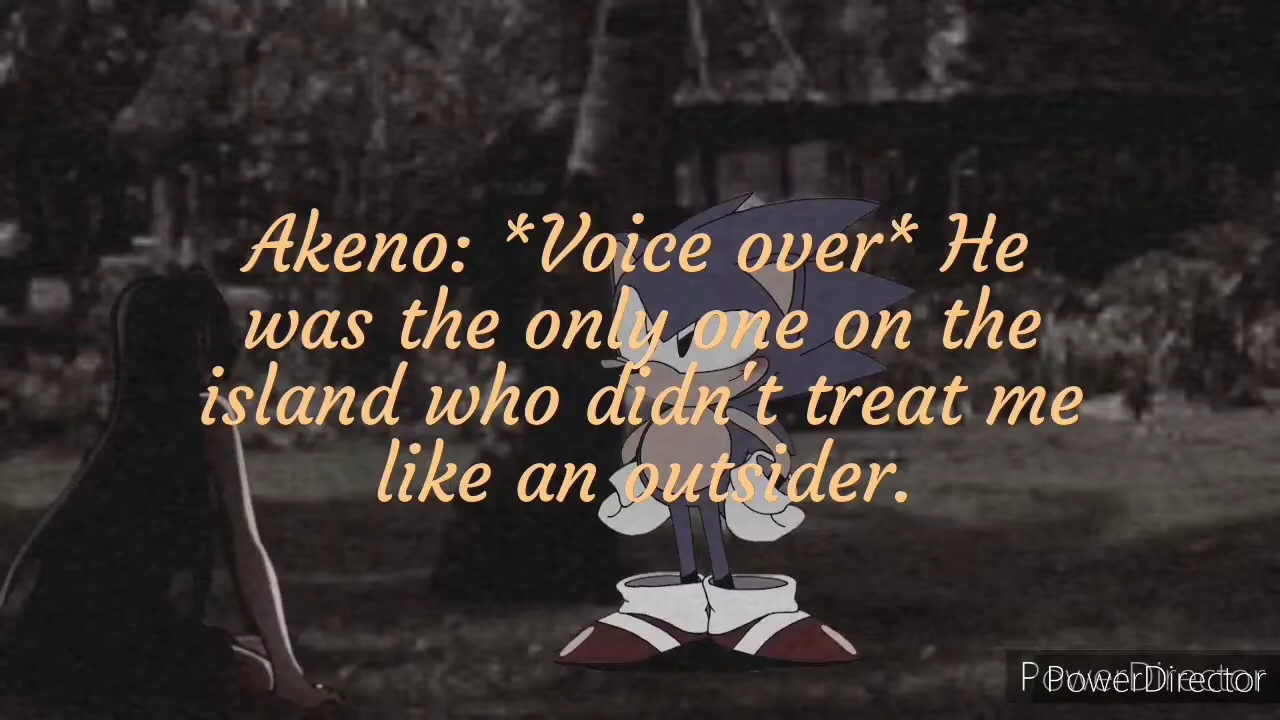 Akeno: *Voice over* He
was the only one on the
island who didn't treat me
like an outsider.
PowerDirector
PowerDirector